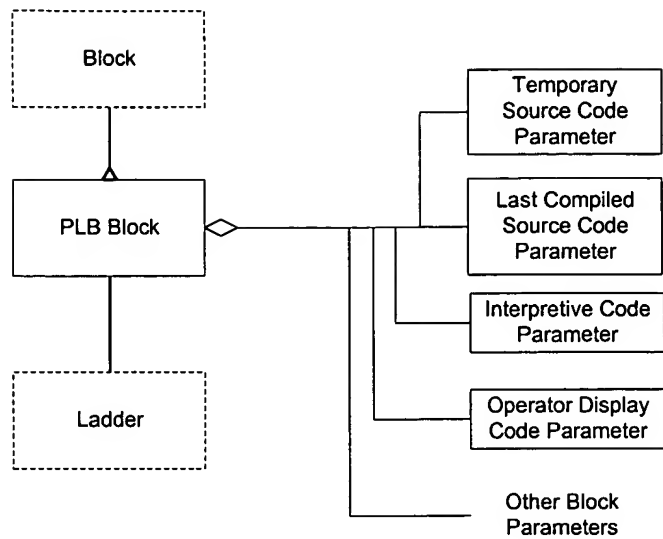 Block
PLB Block
Ladder
Temporary
Source Code
Parameter
Last Compiled
Source Code
Parameter
Interpretive Code
Parameter
Operator Display
Code Parameter
Other Block
Parameters